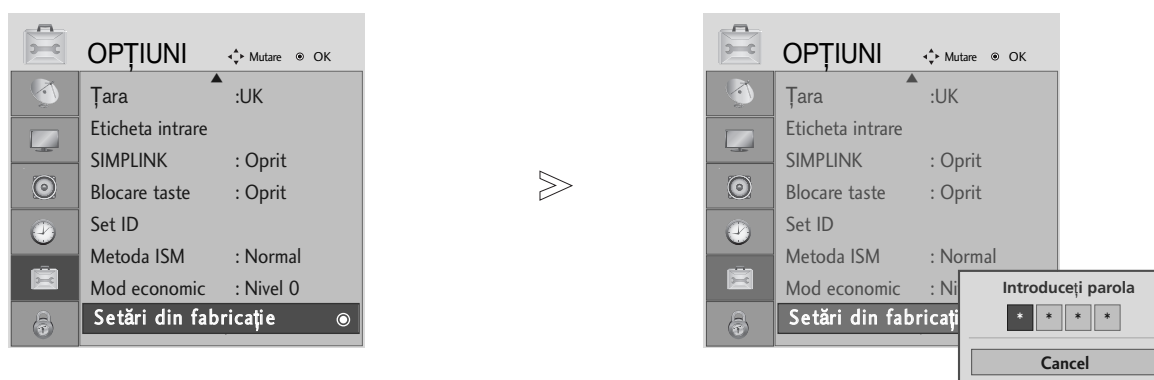 OPȚIUNI Mutare OK
Țara :UK
Eticheta intrare
SIMPLINK : Oprit
Blocare taste : Oprit
Set ID
Metoda ISM : Normal
Mod economic : Nivel 0
Setări din fabricație
>
OPȚIUNI Mutare OK
Țara :UK
Eticheta intrare
SIMPLINK : Oprit
Blocare taste : Oprit
Set ID
Metoda ISM : Normal
Mod economic : Ni
Setări din fabricați
Introduceți parola
* * * *
Cancel